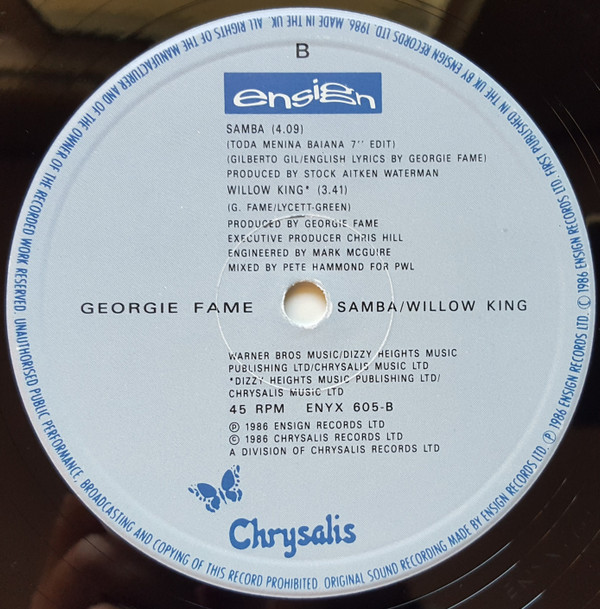 B
ensign
SAMBA (4.09)
(TODA MENINA BAIANA 7'' EDIT)
(GILBERTO GIL/ENGLISH LYRICS BY GEORGIE FAME)
PRODUCED BY STOCK AITKEN WATERMAN
WILLOW KING* (3.41)
(G. FAME/LYCETT-GREEN)
PRODUCED BY GEORGIE FAME
EXECUTIVE PRODUCER CHRIS HILL
ENGINEERED BY MARK MCGUIRE
MIXED BY PETE HAMMOND FOR PWL
GEORGIE FAME SAMBA/WILLOW KING
WARNER BROS MUSIC/DIZZY HEIGHTS MUSIC
PUBLISHING LTD/CHRYSALIS MUSIC LTD
*DIZZY HEIGHTS MUSIC PUBLISHING LTD/
CHRYSALIS MUSIC LTD
45 RPM ENYX 605-B
℗ 1986 ENSIGN RECORDS LTD
© 1986 CHRYSALIS RECORDS LTD
A DIVISION OF CHRYSALIS RECORDS LTD
Chrysalis
℗ 1986 ENSIGN RECORDS LTD. © 1986 ENSIGN RECORDS LTD. FIRST PUBLISHED IN THE UK BY ENSIGN RECORDS LTD. 1986. MADE IN THE U.K. ALL RIGHTS OF THE MANUFACTURER AND OF THE OWNER OF THE RECORDED WORK RESERVED. UNAUTHORISED PUBLIC PERFORMANCE, BROADCASTING AND COPYING OF THIS RECORD PROHIBITED. ORIGINAL SOUND RECORDING MADE BY ENSIGN RECORDS LTD.